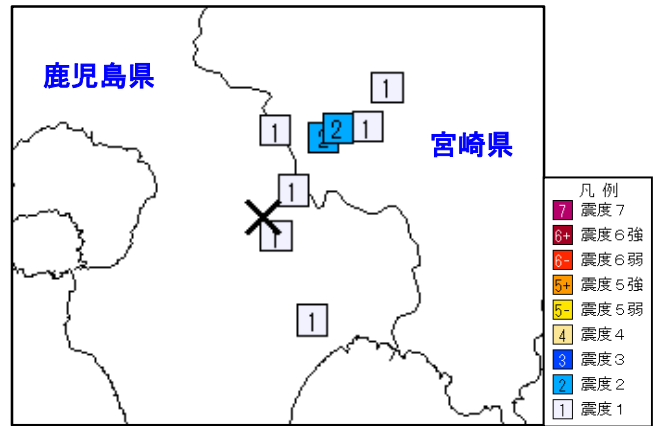 鹿児島県
宮崎県
1
1
2
2
1
1
1
1
凡 例
7 震度７
6+ 震度６強
6- 震度６弱
5+ 震度５強
5- 震度５弱
4 震度４
3 震度３
2 震度２
1 震度１